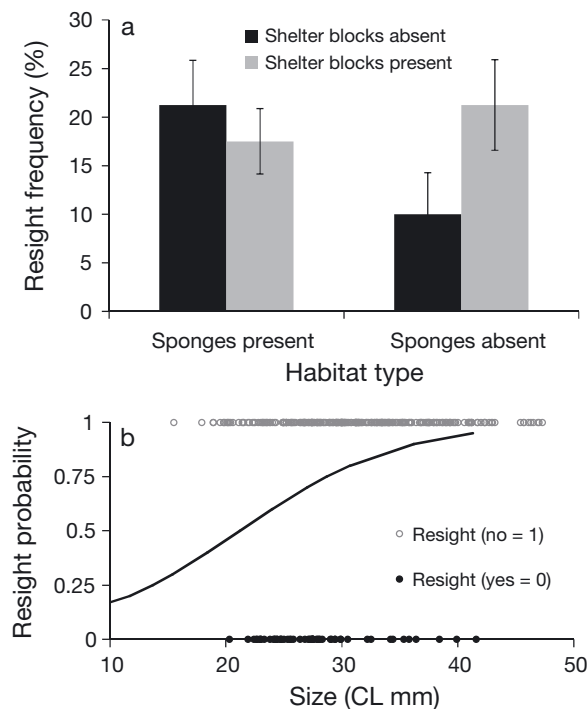 a
Shelter blocks absent
Shelter blocks present
Resight frequency (%)
30
25
20
15
10
5
0
Sponges present
Sponges absent
Habitat type
b
Resight probability
1
0.75
0.5
0.25
0
Resight (no = 1)
Resight (yes = 0)
10
20
30
40
50
Size (CL mm)